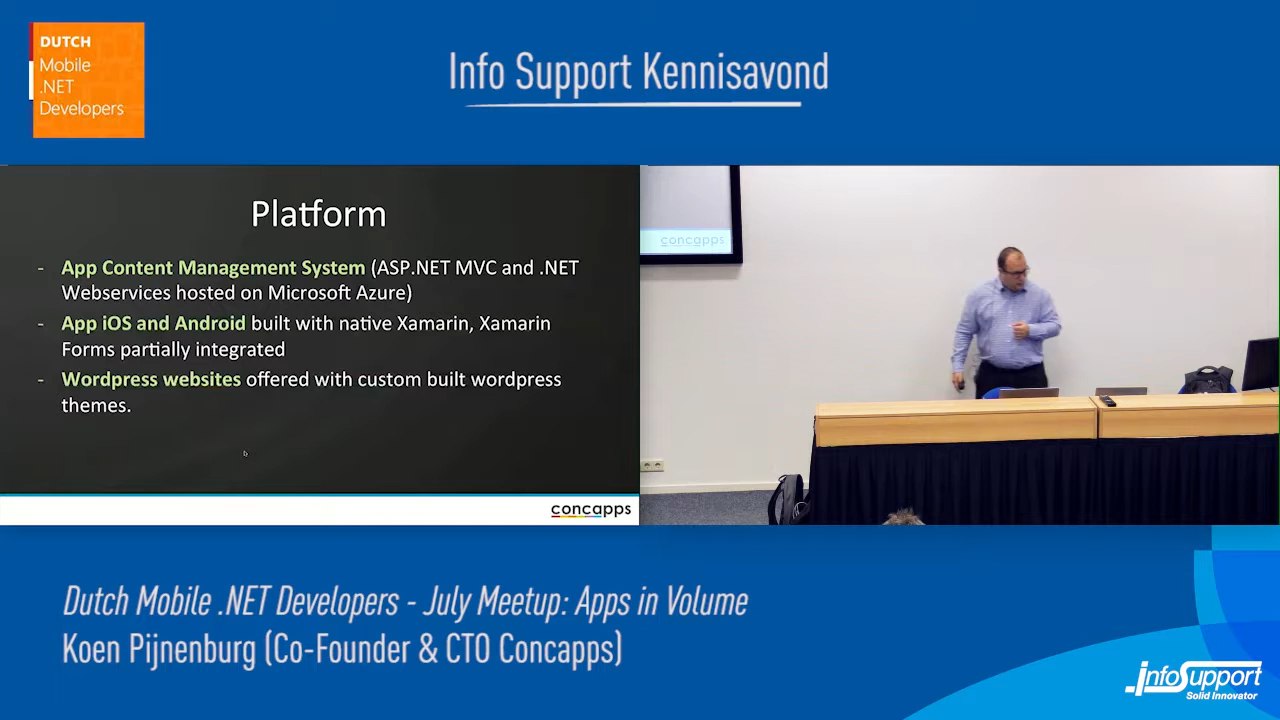 DUTCH
Mobile
.NET
Developers
Info Support Kennisavond
Platform
- App Content Management System (ASP.NET MVC and .NET
Webservices hosted on Microsoft Azure)
- App iOS and Android built with native Xamarin, Xamarin
Forms partially integrated
- Wordpress websites offered with custom built wordpress
themes.
concapps
concapps
Dutch Mobile .NET Developers - July Meetup: Apps in Volume
Koen Pijnenburg (Co-Founder & CTO Concapps)
infoSupport
Solid Innovator